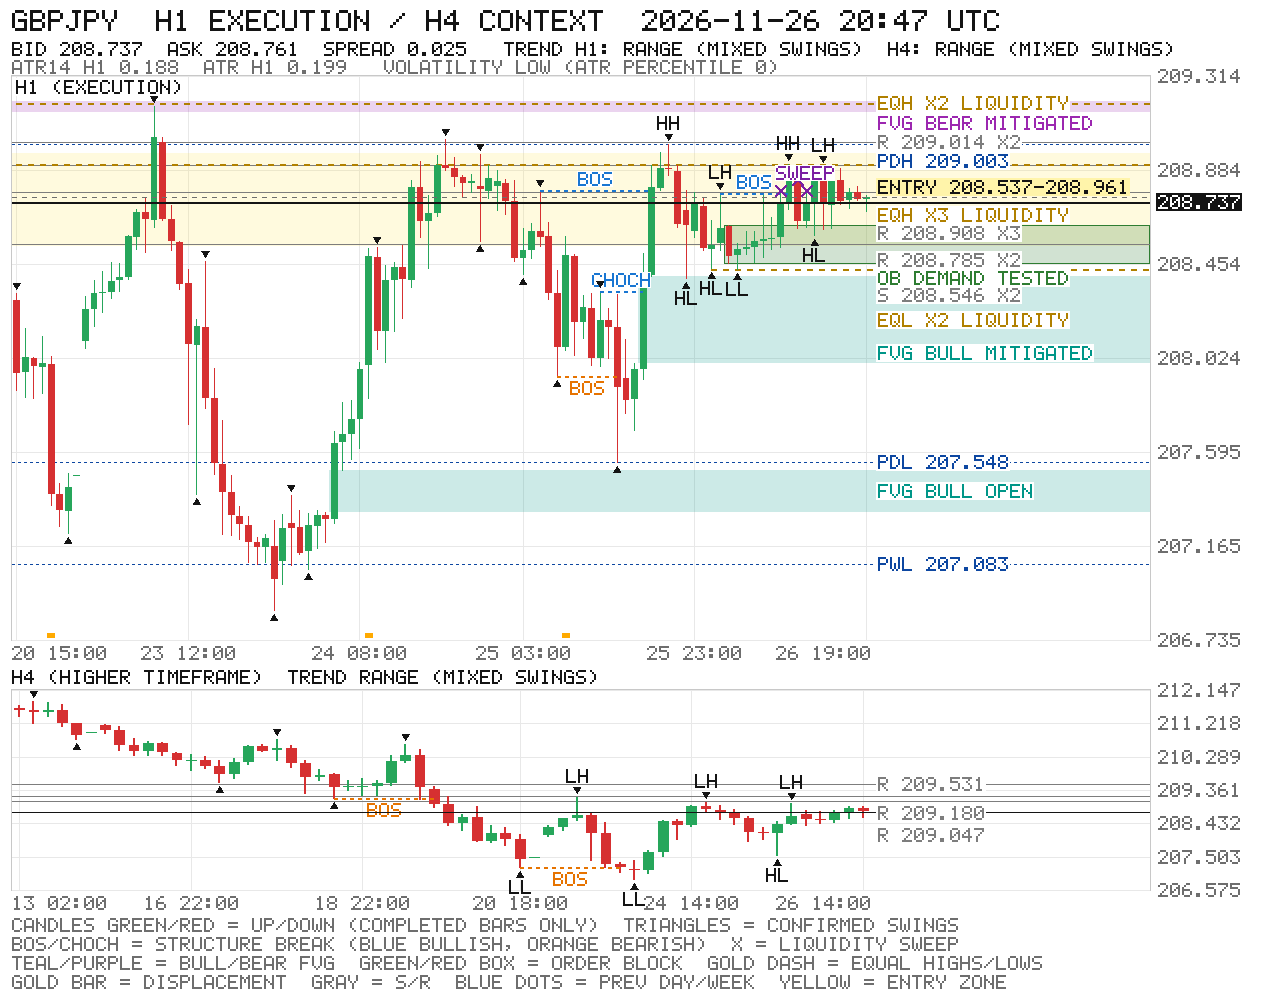 GBPJPY  H1 EXECUTION / H4 CONTEXT  2026-11-26 20:47 UTC
BID 208.737  ASK 208.761  SPREAD 0.025  TREND H1: RANGE (MIXED SWINGS)  H4: RANGE (MIXED SWINGS)
ATR14 H1 0.188  ATR H1 0.199  VOLATILITY LOW (ATR PERCENTILE 0)
209.314
H1 (EXECUTION)
EQH X2 LIQUIDITY
HH
FVG BEAR MITIGATED
HH LH
R 209.014 X2
PDH 209.003
LH
SWEEP
208.884
BOS
BOS
ENTRY 208.537-208.961
208.737
EQH X3 LIQUIDITY
R 208.908 X3
HL
R 208.785 X2
208.454
CHOCH
OB DEMAND TESTED
HL
HL
LL
S 208.546 X2
EQL X2 LIQUIDITY
FVG BULL MITIGATED
208.024
BOS
207.595
PDL 207.548
FVG BULL OPEN
207.165
PWL 207.083
206.735
20 15:00  23 12:00  24 08:00  25 03:00  25 23:00  26 19:00
H4 (HIGHER TIMEFRAME)  TREND RANGE (MIXED SWINGS)
212.147
211.218
210.289
LH
LH
LH
R 209.531
209.361
BOS
R 209.180
208.432
R 209.047
207.503
BOS
HL
LL
206.575
LL
13 02:00  16 22:00  18 22:00  20 18:00  24 14:00  26 14:00
CANDLES GREEN/RED = UP/DOWN (COMPLETED BARS ONLY)  TRIANGLES = CONFIRMED SWINGS
BOS/CHOCH = STRUCTURE BREAK (BLUE BULLISH, ORANGE BEARISH)  X = LIQUIDITY SWEEP
TEAL/PURPLE = BULL/BEAR FVG  GREEN/RED BOX = ORDER BLOCK  GOLD DASH = EQUAL HIGHS/LOWS
GOLD BAR = DISPLACEMENT  GRAY = S/R  BLUE DOTS = PREV DAY/WEEK  YELLOW = ENTRY ZONE